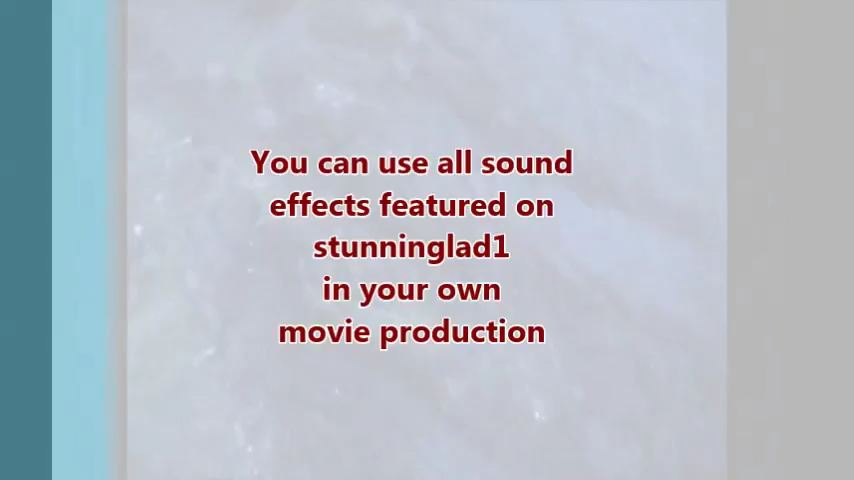 You can use all sound
effects featured on
stunninglad1
in your own
movie production